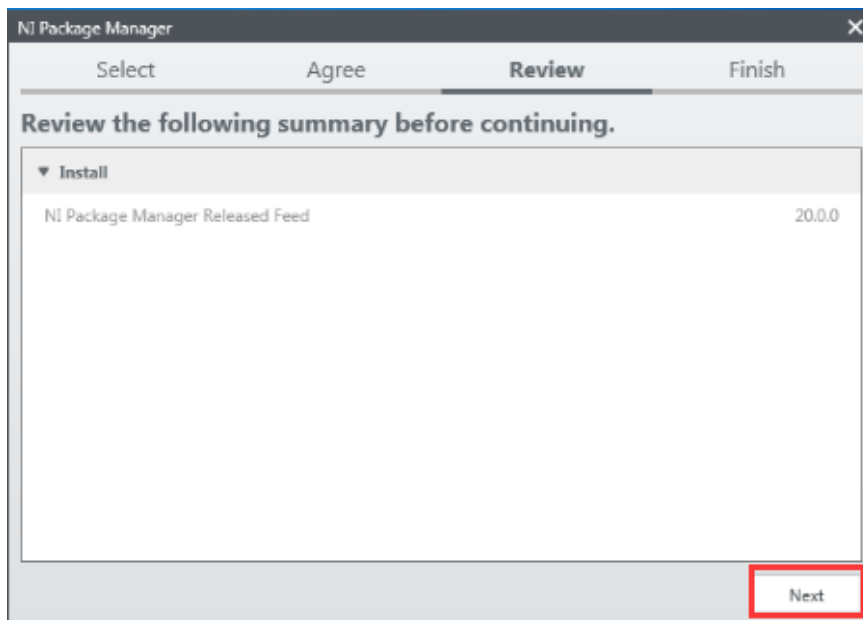 NI Package Manager
Select Agree Review Finish
Review the following summary before continuing.
Install
NI Package Manager Released Feed 20.0.0
Next